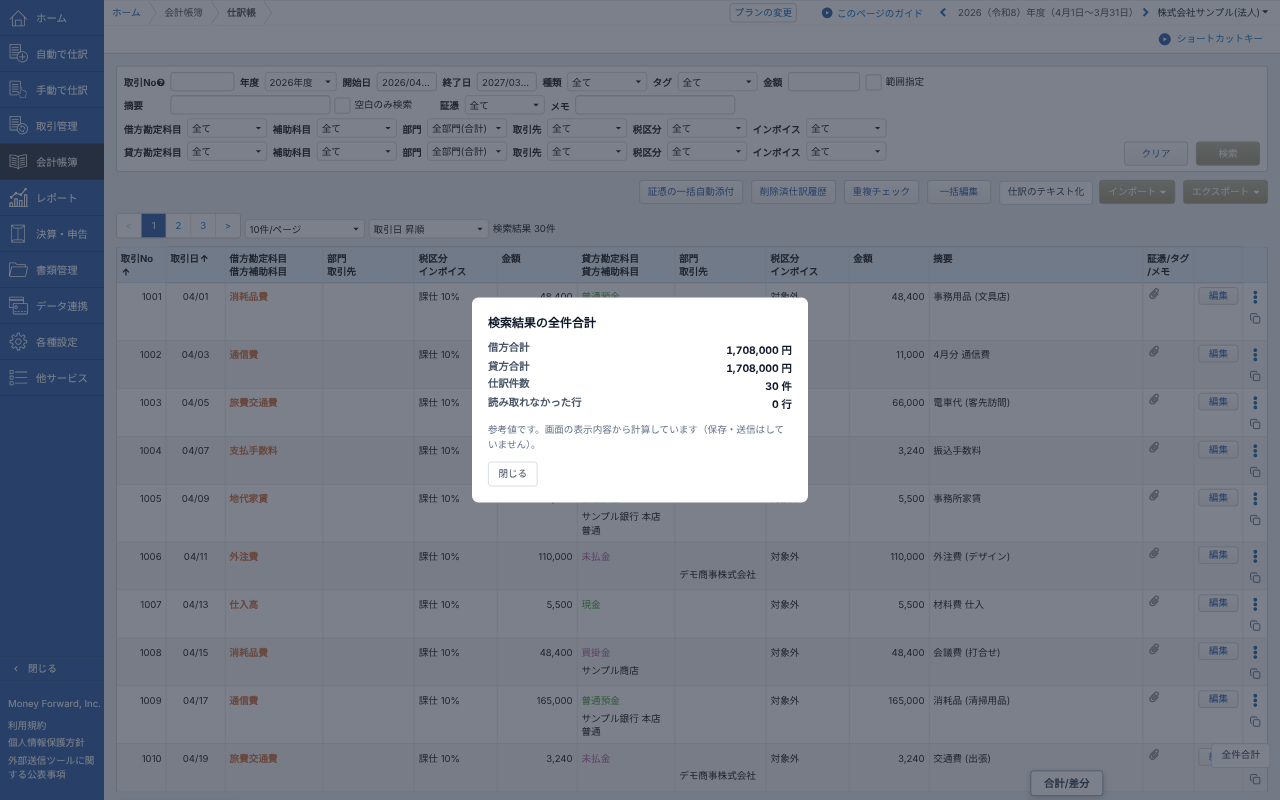 ホーム 会計帳簿 仕訳帳 プランの変更 このページのガイド 2026（令和8）年度（4月1日〜3月31日） 株式会社サンプル(法人)
ショートカットキー
ホーム
自動で仕訳
手動で仕訳
取引管理
会計帳簿
レポート
決算・申告
書類管理
データ連携
各種設定
他サービス
閉じる
Money Forward, Inc.
利用規約
個人情報保護方針
外部送信ツールに関
する公表事項
取引No 年度 2026年度 開始日 2026/04... 終了日 2027/03... 種類 全て タグ 全て 金額 範囲指定
摘要 空白のみ検索 証憑 全て メモ
借方勘定科目 全て 補助科目 全て 部門 全部門(合計) 取引先 全て 税区分 全て インボイス 全て
貸方勘定科目 全て 補助科目 全て 部門 全部門(合計) 取引先 全て 税区分 全て インボイス 全て
クリア 検索
証憑の一括自動添付 削除済仕訳履歴 重複チェック 一括編集 仕訳のテキスト化 インポート エクスポート
< 1 2 3 > 10件/ページ 取引日 昇順 検索結果 30件
取引No 取引日↑ 借方勘定科目 部門 税区分 金額 貸方勘定科目 部門 税区分 金額 摘要 証憑/タグ
↑ 借方補助科目 取引先 インボイス 貸方補助科目 取引先 インボイス /メモ
1001 04/01 消耗品費 課仕 10% 48,400 普通預金 対象外 48,400 事務用品 (文具店) 編集
1002 04/03 通信費 課仕 10% 11,000 4月分 通信費 編集
1003 04/05 旅費交通費 課仕 10% 66,000 電車代 (客先訪問) 編集
1004 04/07 支払手数料 課仕 10% 3,240 振込手数料 編集
1005 04/09 地代家賃 課仕 10% 5,500 事務所家賃 編集
サンプル銀行 本店
普通
1006 04/11 外注費 課仕 10% 110,000 未払金 対象外 110,000 外注費 (デザイン) 編集
デモ商事株式会社
1007 04/13 仕入高 課仕 10% 5,500 現金 対象外 5,500 材料費 仕入 編集
1008 04/15 消耗品費 課仕 10% 48,400 買掛金 対象外 48,400 会議費 (打合せ) 編集
サンプル商店
1009 04/17 通信費 課仕 10% 165,000 普通預金 対象外 165,000 消耗品 (清掃用品) 編集
サンプル銀行 本店
普通
1010 04/19 旅費交通費 課仕 10% 3,240 未払金 対象外 3,240 交通費 (出張)
デモ商事株式会社
全件合計
合計/差分
検索結果の全件合計
借方合計 1,708,000 円
貸方合計 1,708,000 円
仕訳件数 30 件
読み取れなかった行 0 行
参考値です。画面の表示内容から計算しています（保存・送信はして
いません）。
閉じる